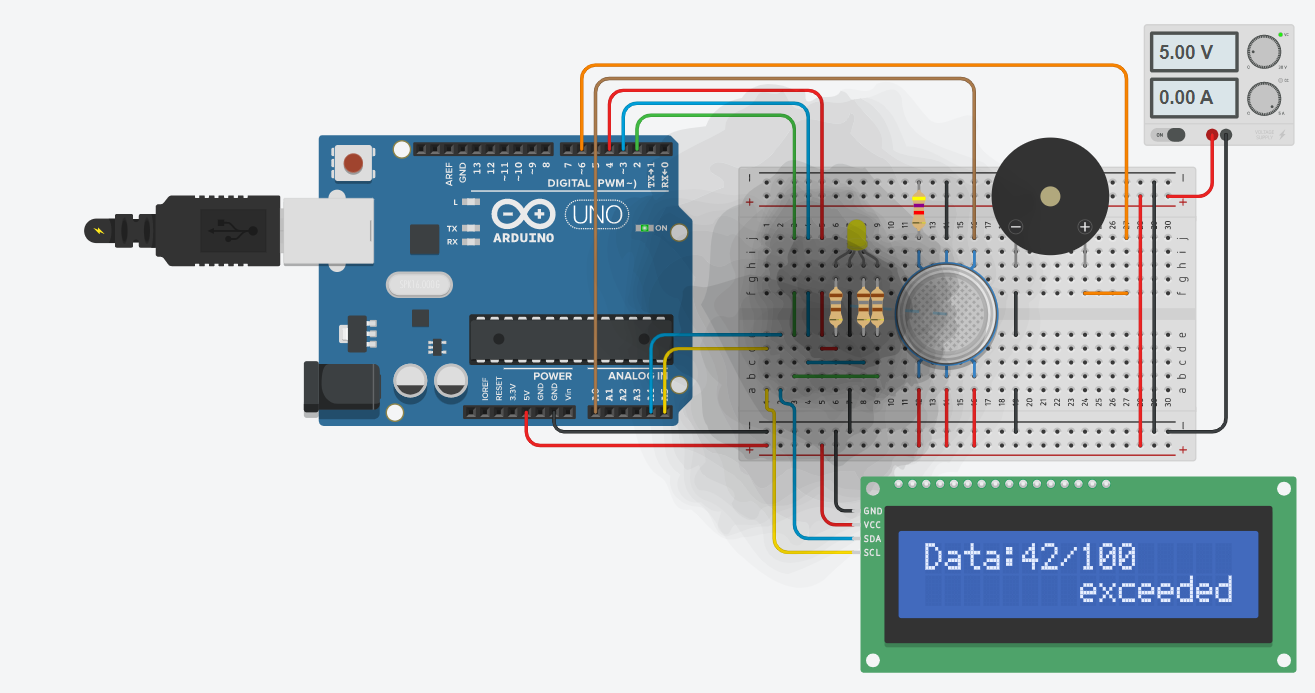 5.00 V
0.00 A
ON
7 ~6 5 4 ~3 2 TX→1 RX←0
AREF GND 13 12 ~11 ~10 ~9 8
DIGITAL (PWM~)
L
TX
RX
UNO
ON
ARDUINO
POWER
ANALOG IN
IOREF RESET 3.3V 5V GND GND Vin
A0 A1 A2 A3
j i h g f
e d c b a
GND
VCC
SDA
SCL
Data:42/100
exceeded